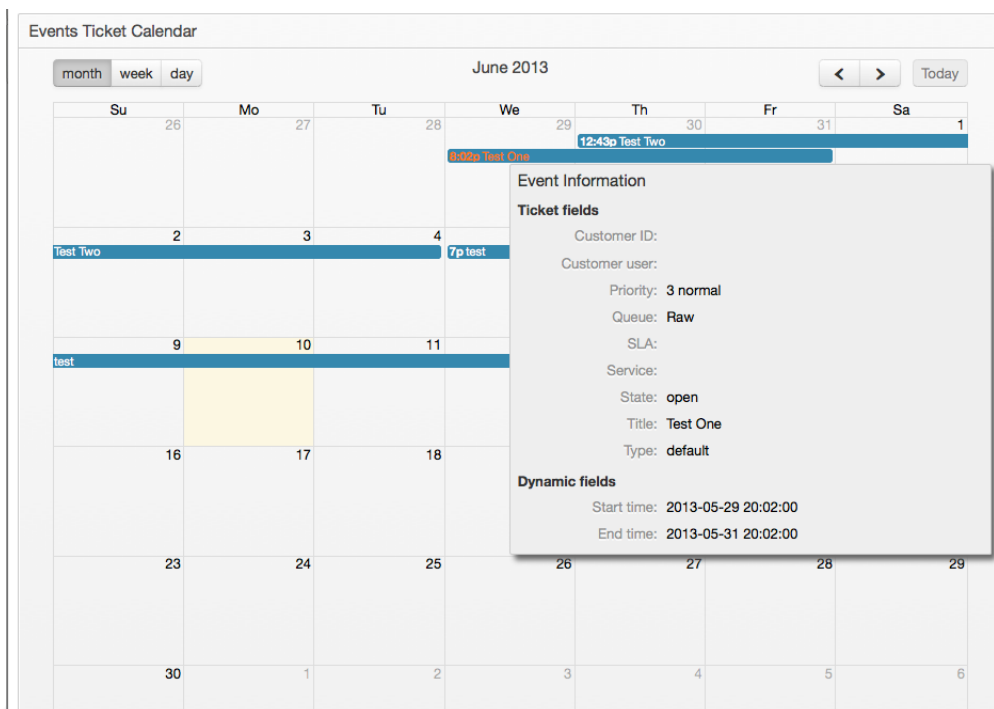 Events Ticket Calendar
month week day June 2013 < > Today
Su Mo Tu We Th Fr Sa
26 27 28 29 30 31 1
12:43p Test Two
8:02p Test One
Event Information
Ticket fields
Customer ID:
Customer user:
Priority: 3 normal
Queue: Raw
SLA:
Service:
State: open
Title: Test One
Type: default
Dynamic fields
Start time: 2013-05-29 20:02:00
End time: 2013-05-31 20:02:00
2 3 4
Test Two 7p test
9 10 11
test
16 17 18
23 24 25 26 27 28 29
30 1 2 3 4 5 6